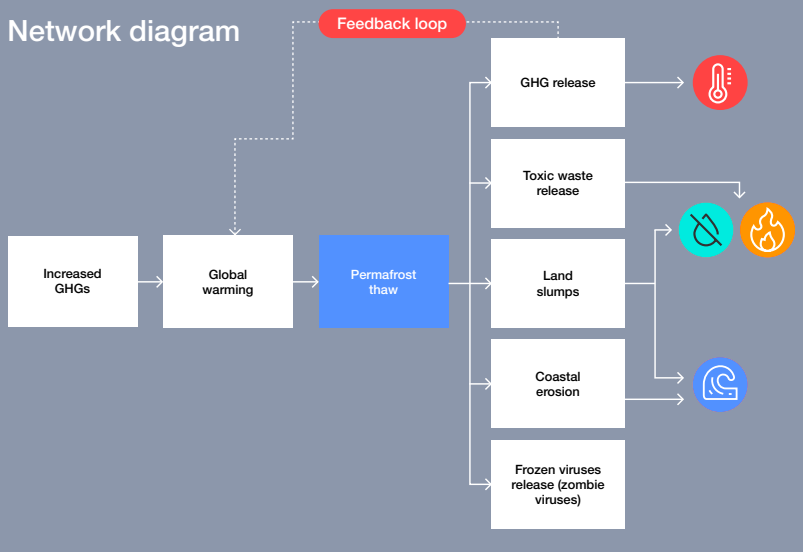 Network diagram
Feedback loop
GHG release
Toxic waste
release
Increased
GHGs
Global
warming
Permafrost
thaw
Land
slumps
Coastal
erosion
Frozen viruses
release (zombie
viruses)